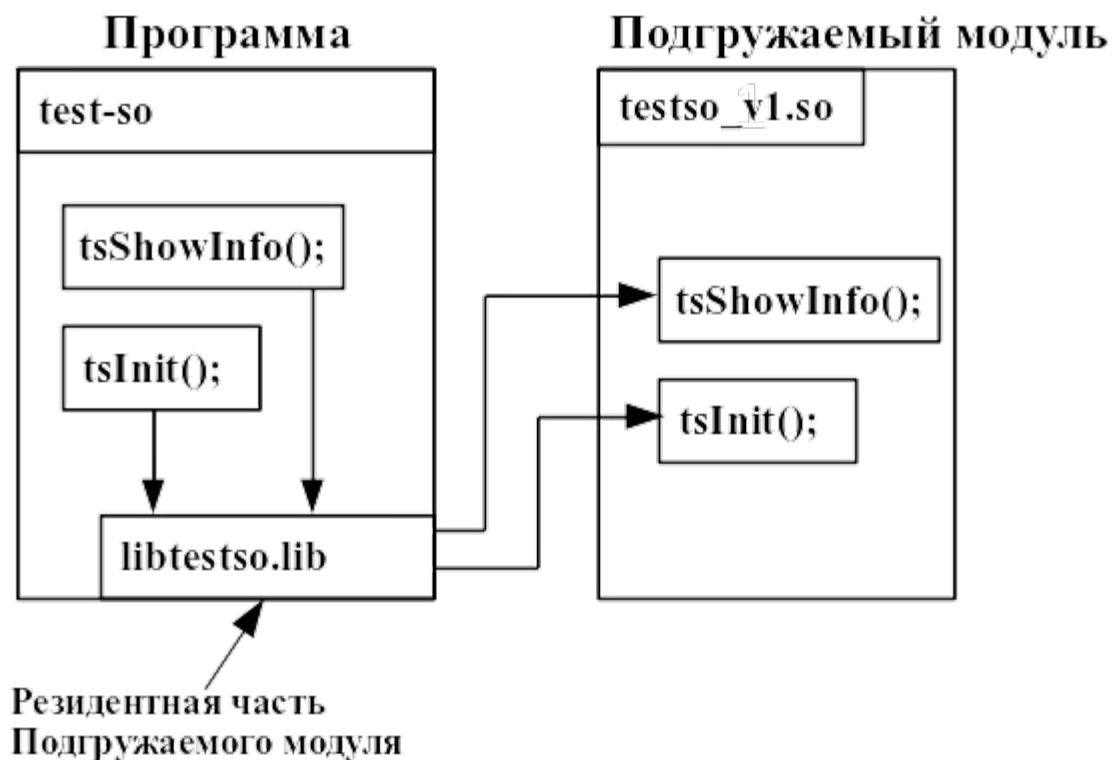 Программа
Подгружаемый модуль
test-so
testso_v1.so
tsShowInfo();
tsInit();
tsShowInfo();
tsInit();
libtestso.lib
Резидентная часть
Подгружаемого модуля